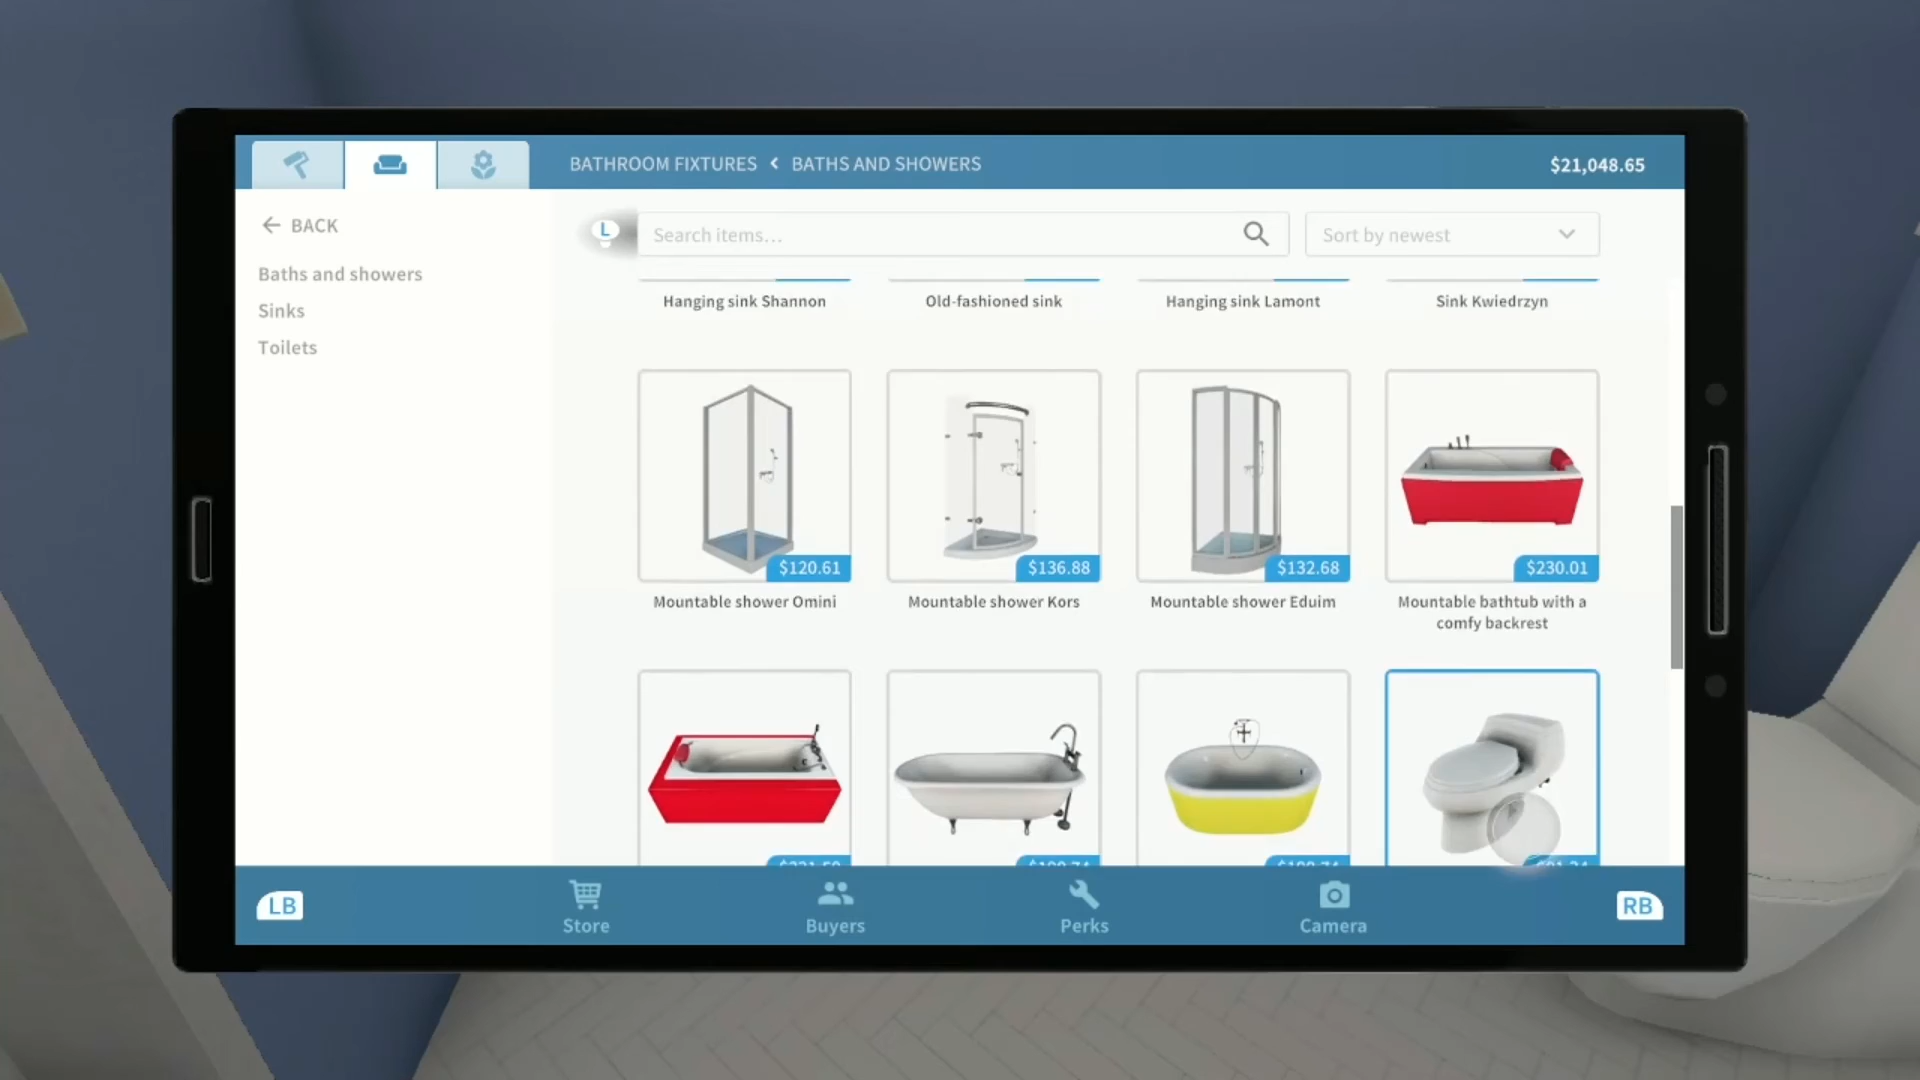 BATHROOM FIXTURES < BATHS AND SHOWERS
$21,048.65
BACK
Baths and showers
Sinks
Toilets
L
Search items...
Sort by newest
Hanging sink Shannon
Old-fashioned sink
Hanging sink Lamont
Sink Kwiedrzyn
$120.61
$136.88
$132.68
$230.01
Mountable shower Omini
Mountable shower Kors
Mountable shower Eduim
Mountable bathtub with a
comfy backrest
LB
Store
Buyers
Perks
Camera
RB